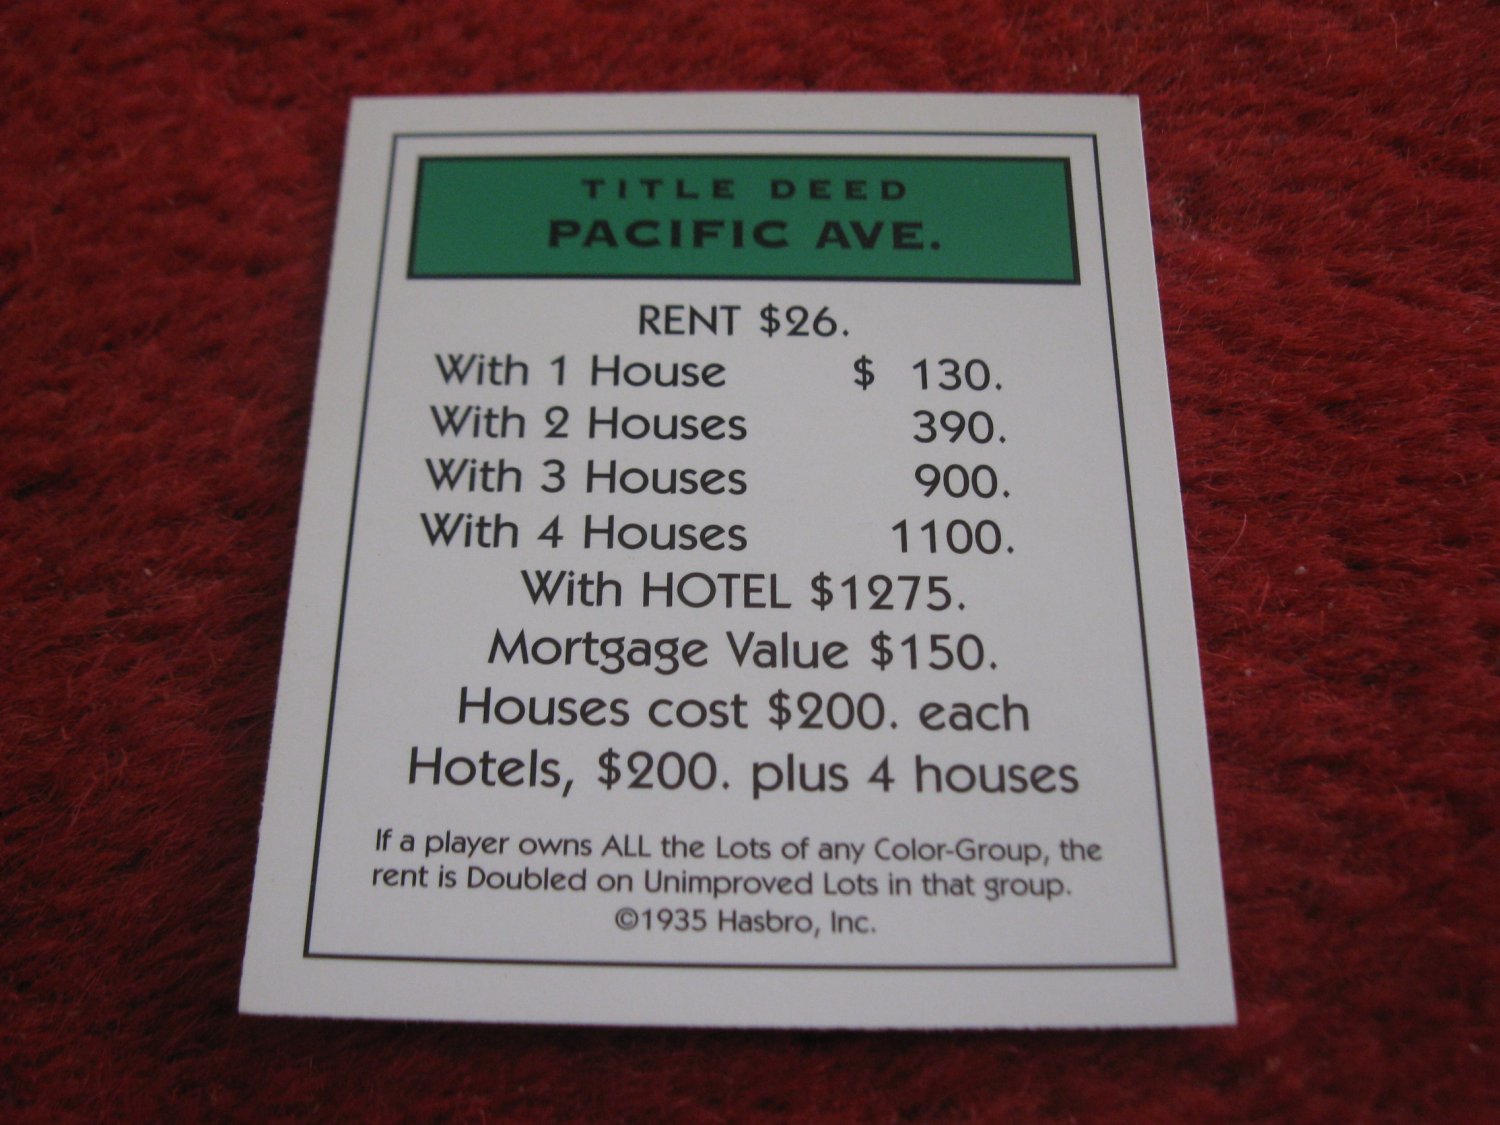 TITLE DEED
PACIFIC AVE.
RENT $26.
With 1 House $ 130.
With 2 Houses 390.
With 3 Houses 900.
With 4 Houses 1100.
With HOTEL $1275.
Mortgage Value $150.
Houses cost $200. each
Hotels, $200. plus 4 houses
If a player owns ALL the Lots of any Color-Group, the
rent is Doubled on Unimproved Lots in that group.
©1935 Hasbro, Inc.